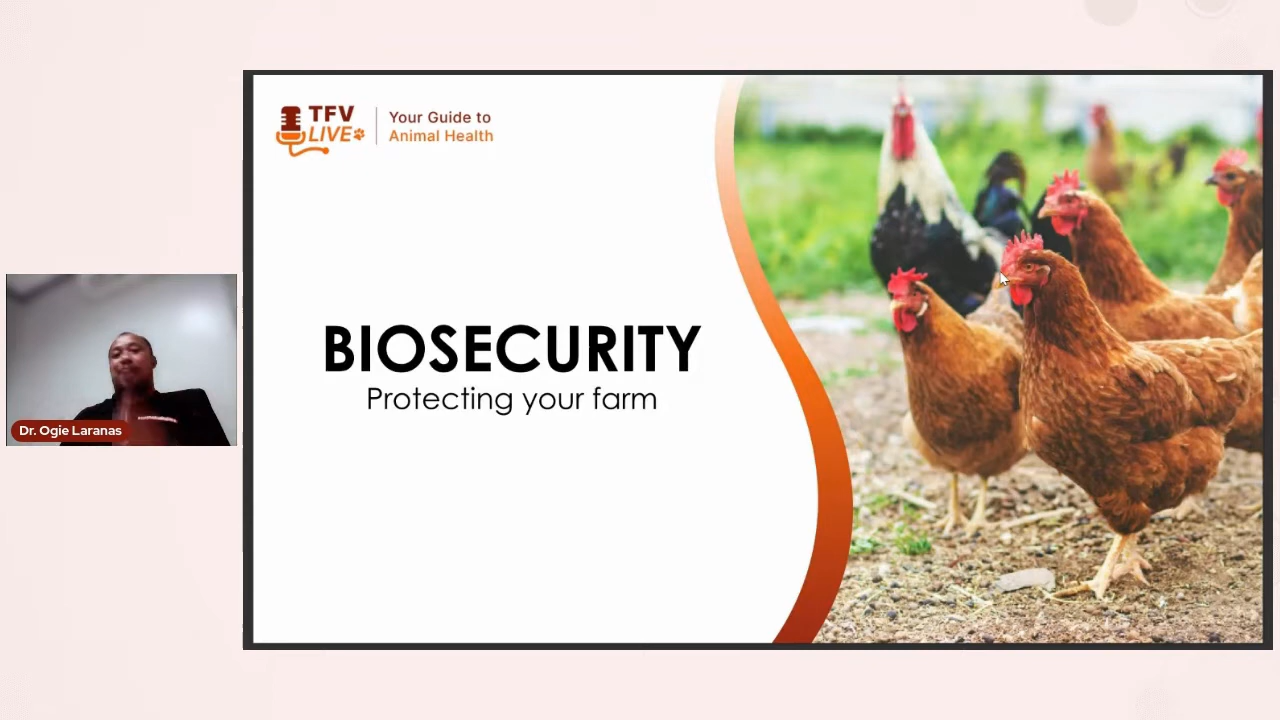 TFV
LIVE
Your Guide to
Animal Health
BIOSECURITY
Protecting your farm
Dr. Ogie Laranas